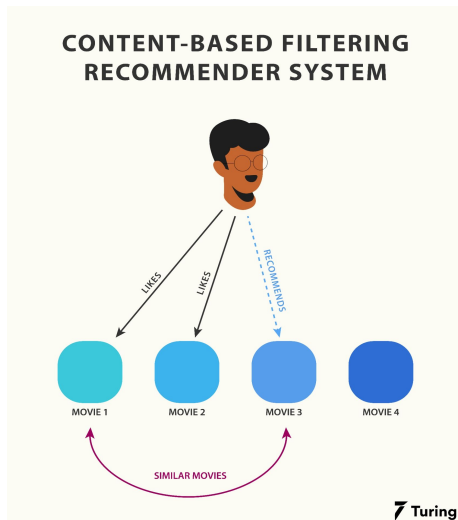 CONTENT-BASED FILTERING
RECOMMENDER SYSTEM
LIKES
LIKES
RECOMMENDS
MOVIE 1
MOVIE 2
MOVIE 3
MOVIE 4
SIMILAR MOVIES
Turing